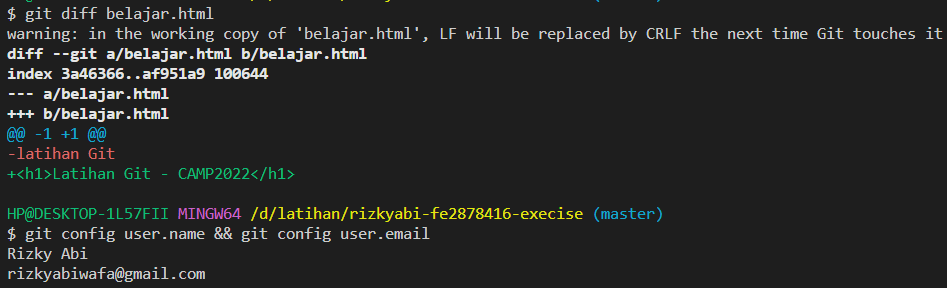 $ git diff belajar.html
warning: in the working copy of 'belajar.html', LF will be replaced by CRLF the next time Git touches it
diff --git a/belajar.html b/belajar.html
index 3a46366..af951a9 100644
--- a/belajar.html
+++ b/belajar.html
@@ -1 +1 @@
-latihan Git
+<h1>Latihan Git - CAMP2022</h1>
HP@DESKTOP-1L57FII MINGW64 /d/latihan/rizkyabi-fe2878416-execise (master)
$ git config user.name && git config user.email
Rizky Abi
rizkyabiwafa@gmail.com